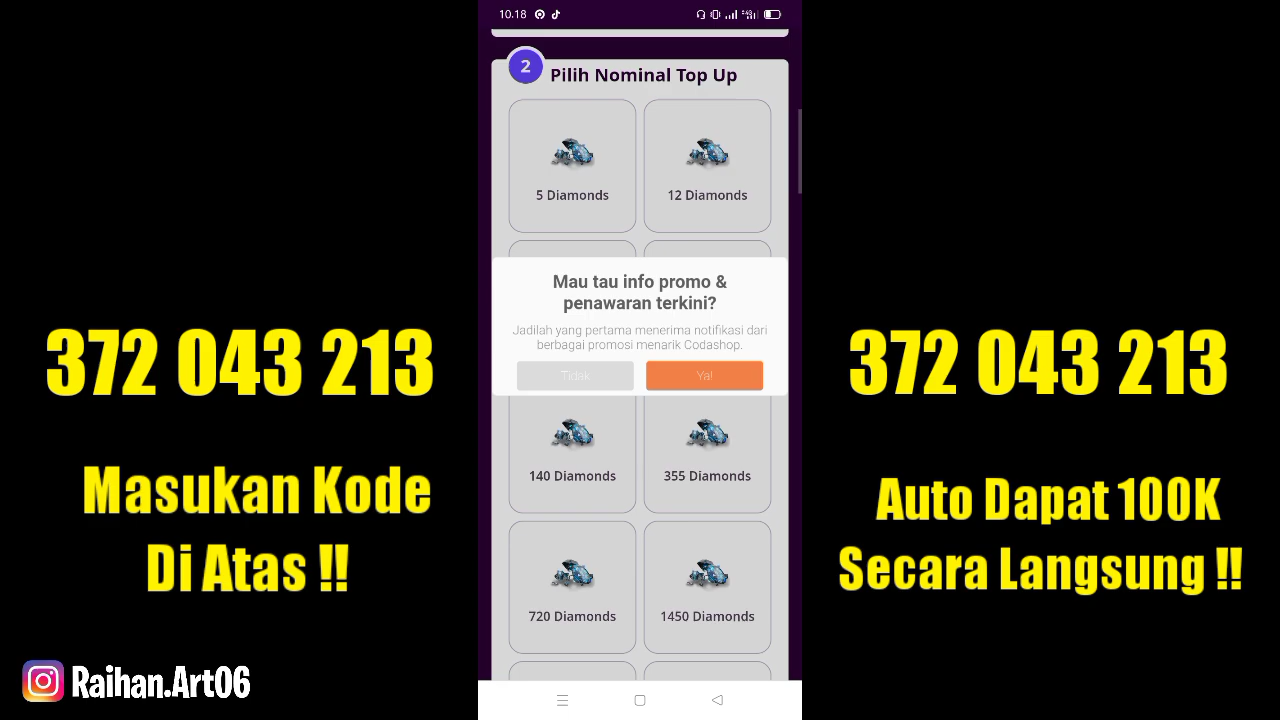 10.18
2
Pilih Nominal Top Up
5 Diamonds
12 Diamonds
Mau tau info promo &
penawaran terkini?
Jadilah yang pertama menerima notifikasi dari
berbagai promosi menarik Codashop.
Tidak
Ya!
140 Diamonds
355 Diamonds
720 Diamonds
1450 Diamonds
372 043 213
Masukan Kode
Di Atas !!
372 043 213
Auto Dapat 100K
Secara Langsung !!
Raihan.Art06